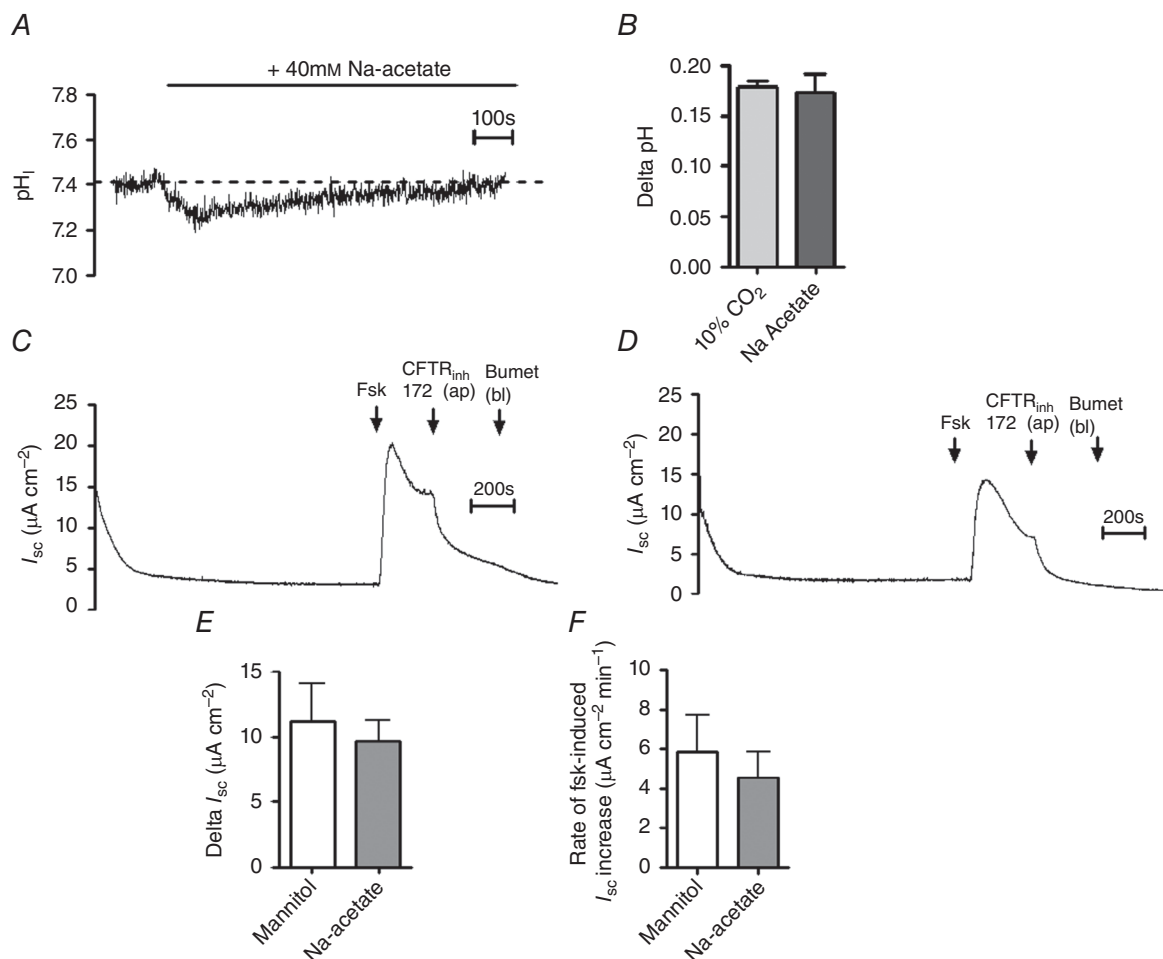 A
+ 40mM Na-acetate
7.8
7.6
7.4
7.2
7.0
pHI
100s
B
0.20
0.15
0.10
0.05
0.00
Delta pH
10% CO2
Na Acetate
C
25
20
15
10
5
0
Isc (µA cm−2)
Fsk
CFTRinh
172 (ap)
Bumet
(bl)
200s
D
25
20
15
10
5
0
Isc (µA cm−2)
Fsk
CFTRinh
172 (ap)
Bumet
(bl)
200s
E
15
10
5
0
Delta Isc (µA cm−2)
Mannitol
Na-acetate
F
10
8
6
4
2
0
Rate of fsk-induced
Isc increase (µA cm−2 min−1)
Mannitol
Na-acetate